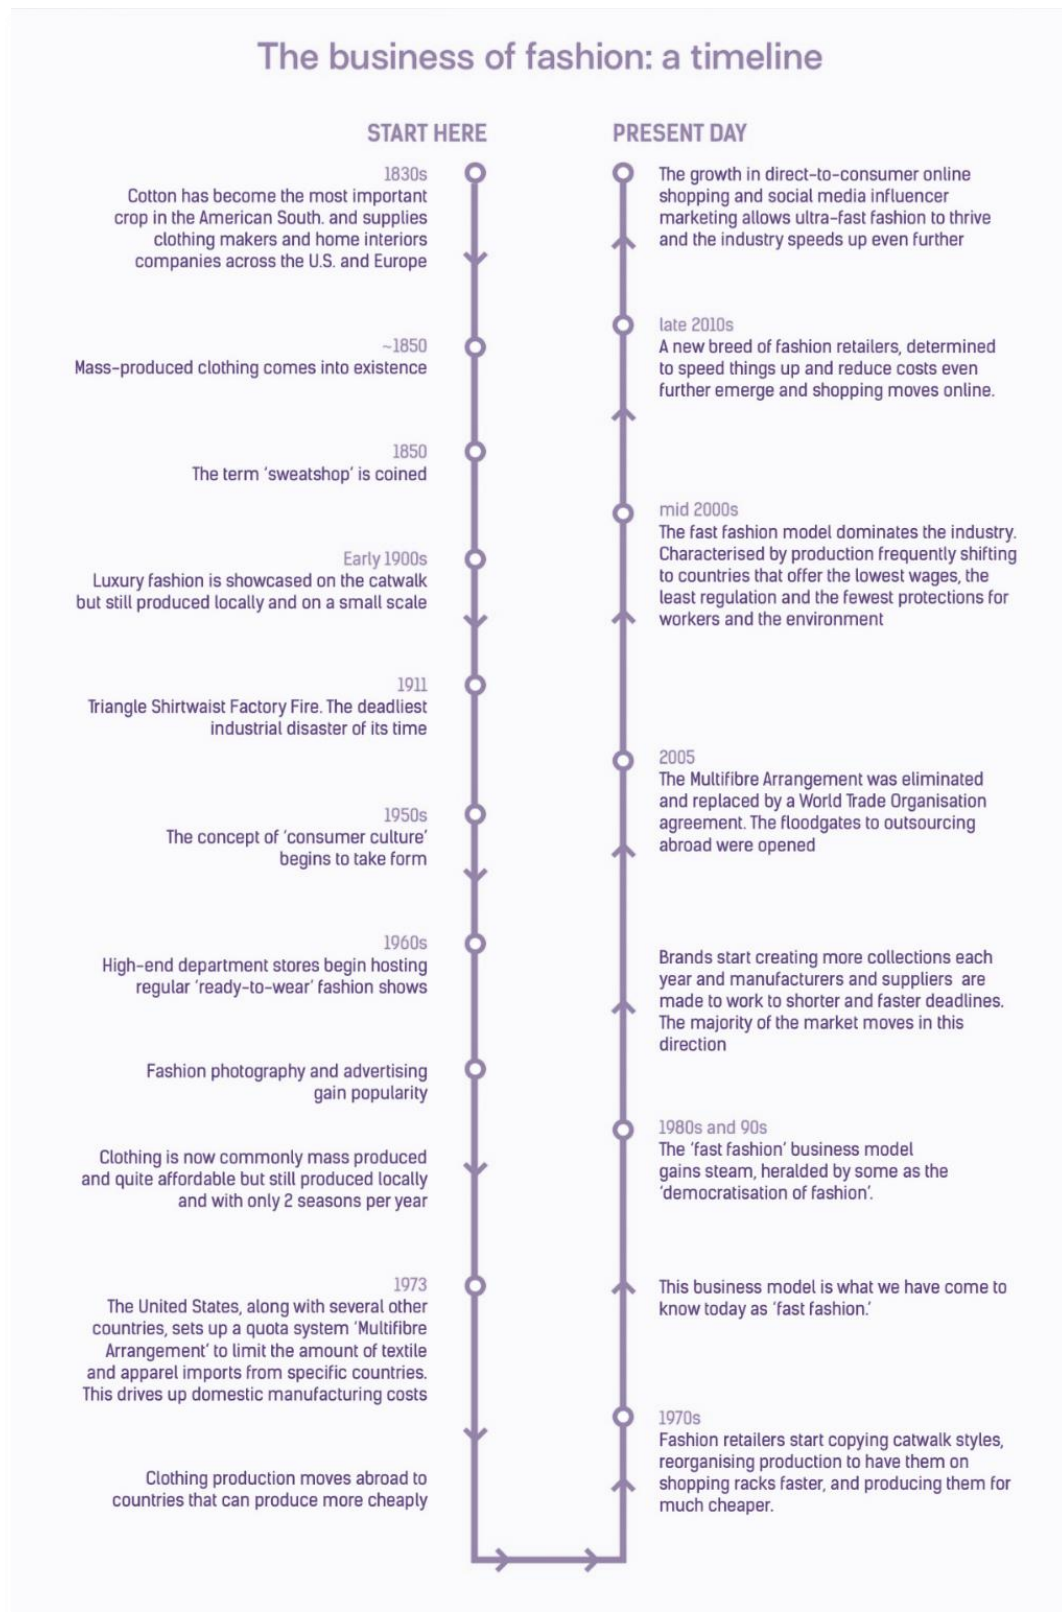 The business of fashion: a timeline
START HERE
1830s
Cotton has become the most important
crop in the American South. and supplies
clothing makers and home interiors
companies across the U.S. and Europe
~1850
Mass-produced clothing comes into existence
1850
The term ‘sweatshop’ is coined
Early 1900s
Luxury fashion is showcased on the catwalk
but still produced locally and on a small scale
1911
Triangle Shirtwaist Factory Fire. The deadliest
industrial disaster of its time
1950s
The concept of ‘consumer culture’
begins to take form
1960s
High-end department stores begin hosting
regular ‘ready-to-wear’ fashion shows
Fashion photography and advertising
gain popularity
Clothing is now commonly mass produced
and quite affordable but still produced locally
and with only 2 seasons per year
1973
The United States, along with several other
countries, sets up a quota system ‘Multifibre
Arrangement’ to limit the amount of textile
and apparel imports from specific countries.
This drives up domestic manufacturing costs
Clothing production moves abroad to
countries that can produce more cheaply
PRESENT DAY
The growth in direct-to-consumer online
shopping and social media influencer
marketing allows ultra-fast fashion to thrive
and the industry speeds up even further
late 2010s
A new breed of fashion retailers, determined
to speed things up and reduce costs even
further emerge and shopping moves online.
mid 2000s
The fast fashion model dominates the industry.
Characterised by production frequently shifting
to countries that offer the lowest wages, the
least regulation and the fewest protections for
workers and the environment
2005
The Multifibre Arrangement was eliminated
and replaced by a World Trade Organisation
agreement. The floodgates to outsourcing
abroad were opened
Brands start creating more collections each
year and manufacturers and suppliers are
made to work to shorter and faster deadlines.
The majority of the market moves in this
direction
1980s and 90s
The ‘fast fashion’ business model
gains steam, heralded by some as the
‘democratisation of fashion’.
This business model is what we have come to
know today as ‘fast fashion.’
1970s
Fashion retailers start copying catwalk styles,
reorganising production to have them on
shopping racks faster, and producing them for
much cheaper.